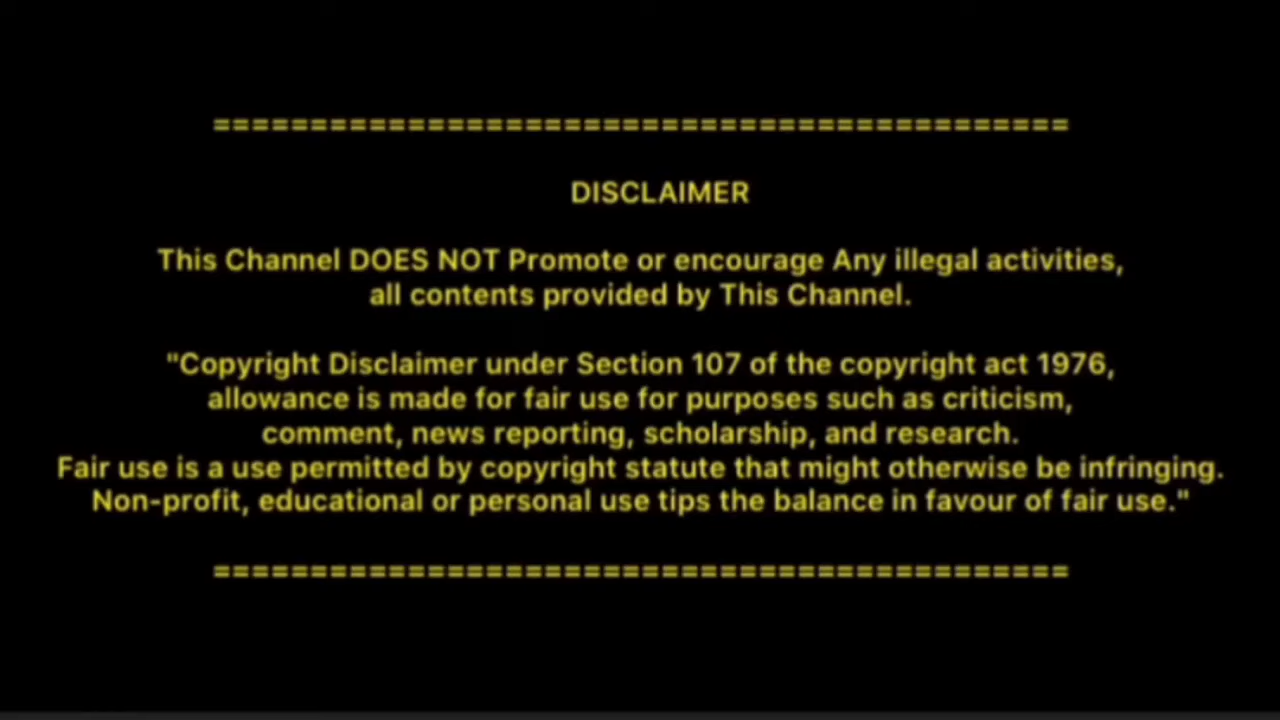 ============================================
DISCLAIMER
This Channel DOES NOT Promote or encourage Any illegal activities,
all contents provided by This Channel.
"Copyright Disclaimer under Section 107 of the copyright act 1976,
allowance is made for fair use for purposes such as criticism,
comment, news reporting, scholarship, and research.
Fair use is a use permitted by copyright statute that might otherwise be infringing.
Non-profit, educational or personal use tips the balance in favour of fair use."
============================================